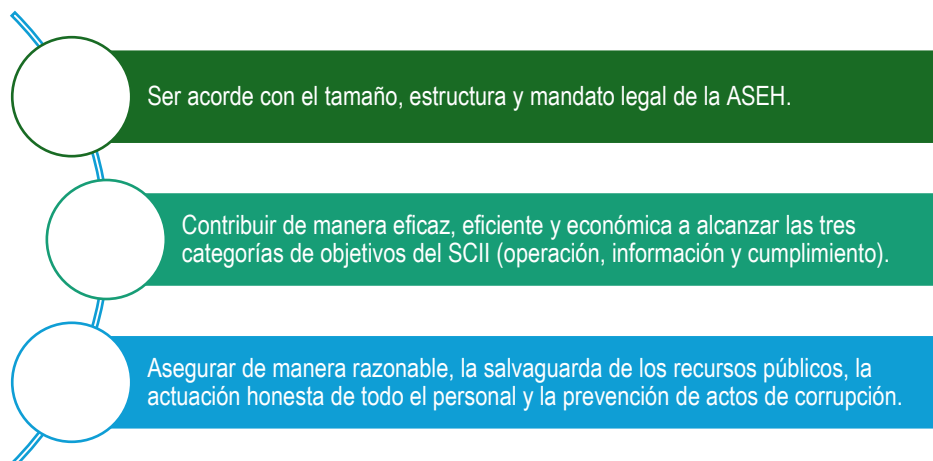 Ser acorde con el tamaño, estructura y mandato legal de la ASEH.
Contribuir de manera eficaz, eficiente y económica a alcanzar las tres
categorías de objetivos del SCII (operación, información y cumplimiento).
Asegurar de manera razonable, la salvaguarda de los recursos públicos, la
actuación honesta de todo el personal y la prevención de actos de corrupción.